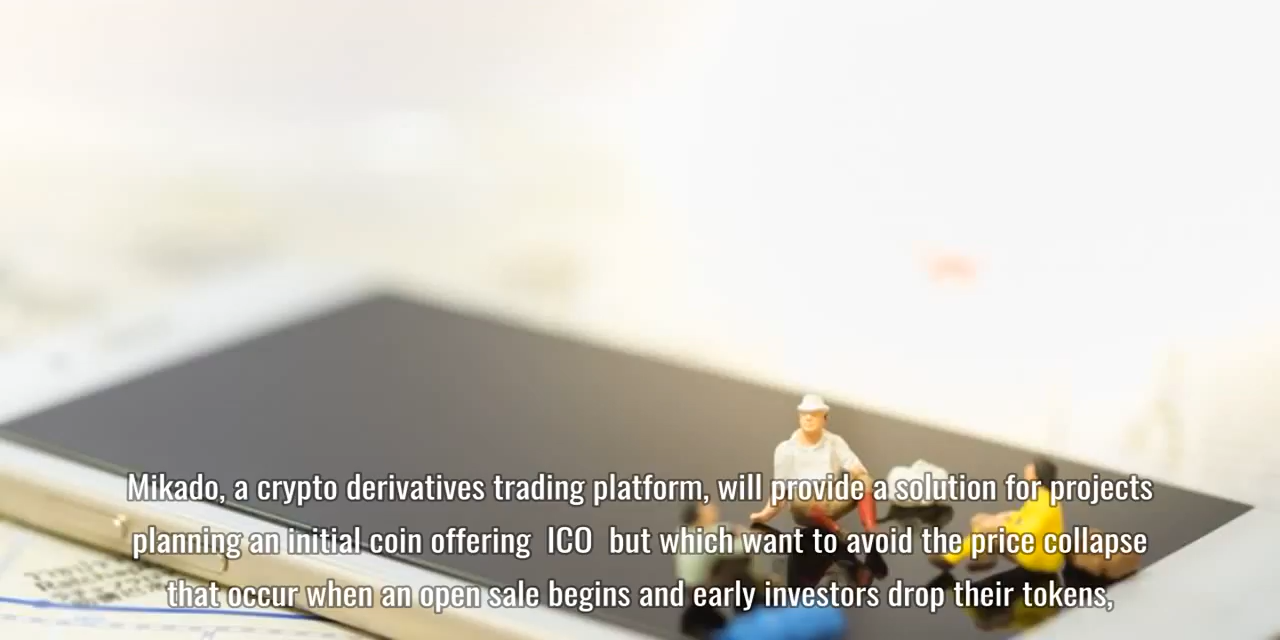 Mikado, a crypto derivatives trading platform, will provide a solution for projects
planning an initial coin offering  ICO  but which want to avoid the price collapse
that occur when an open sale begins and early investors drop their tokens,